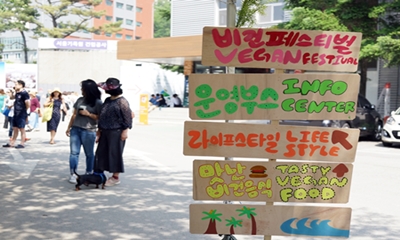 비건페스티벌
VEGAN FESTIVAL
운영부스 INFO
CENTER
라이프스타일 LIFE
STYLE
맛난 TASTY
비건음식 VEGAN
FOOD